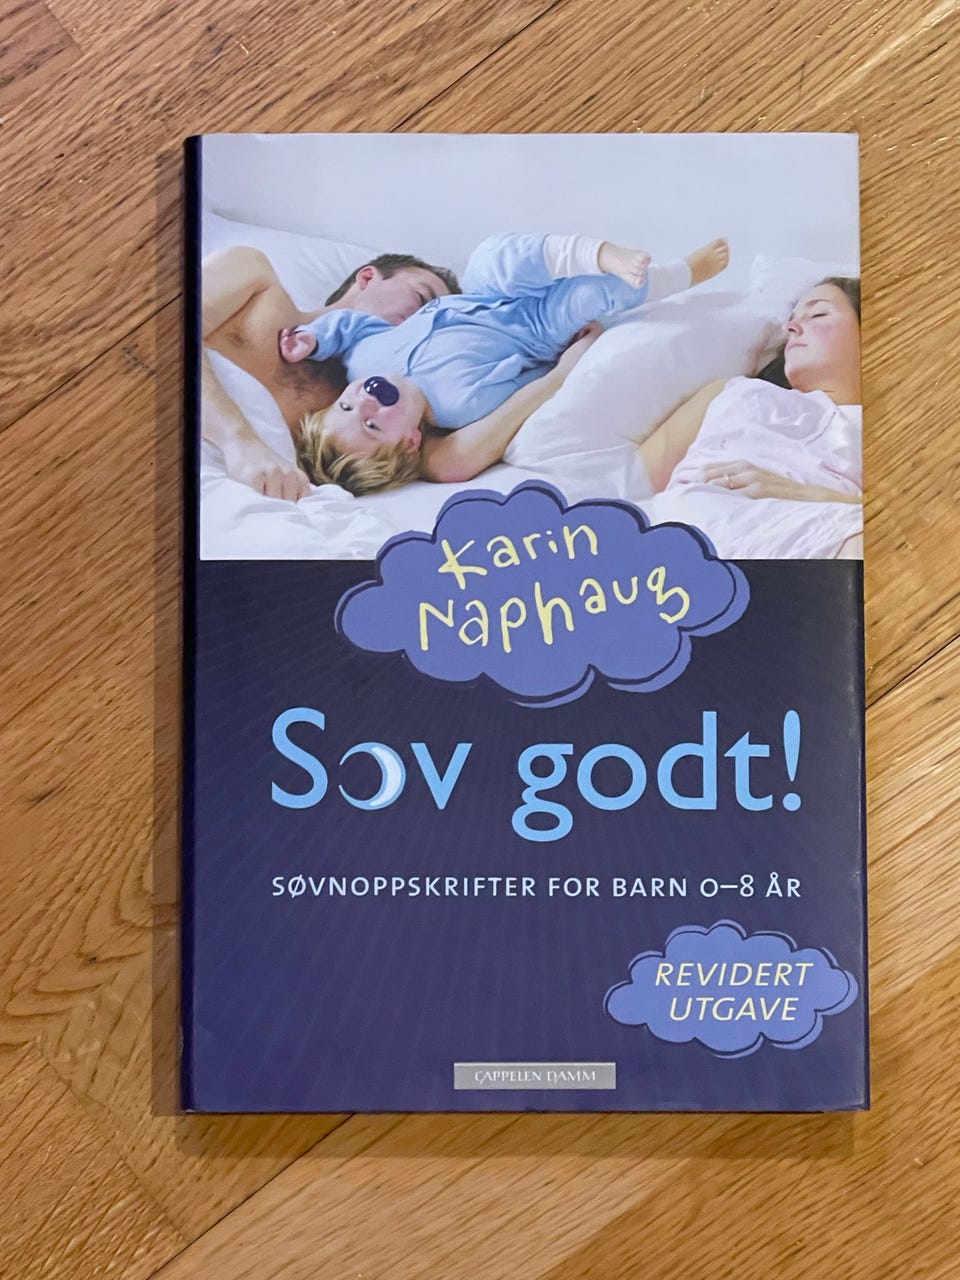 Karin
Naphaug
Sov godt!
SØVNOPPSKRIFTER FOR BARN 0–8 ÅR
REVIDERT
UTGAVE
CAPPELEN DAMM